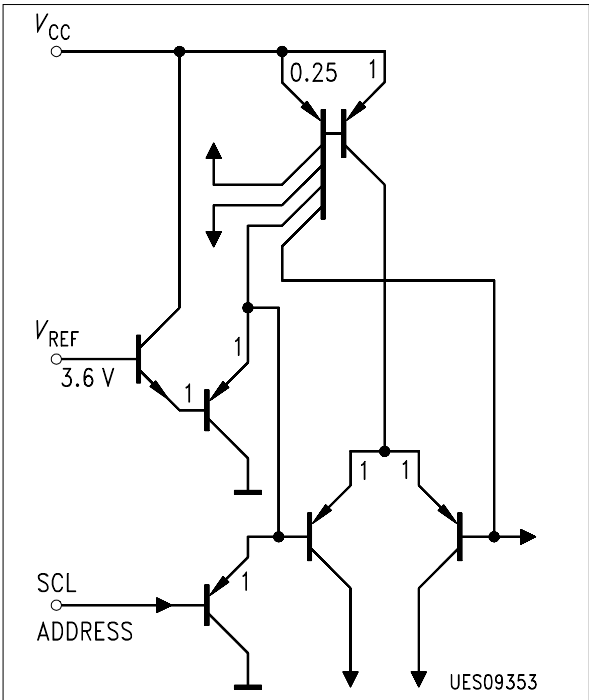 VCC
0.25
1
VREF
3.6 V
1
1
1
1
1
SCL
ADDRESS
UES09353